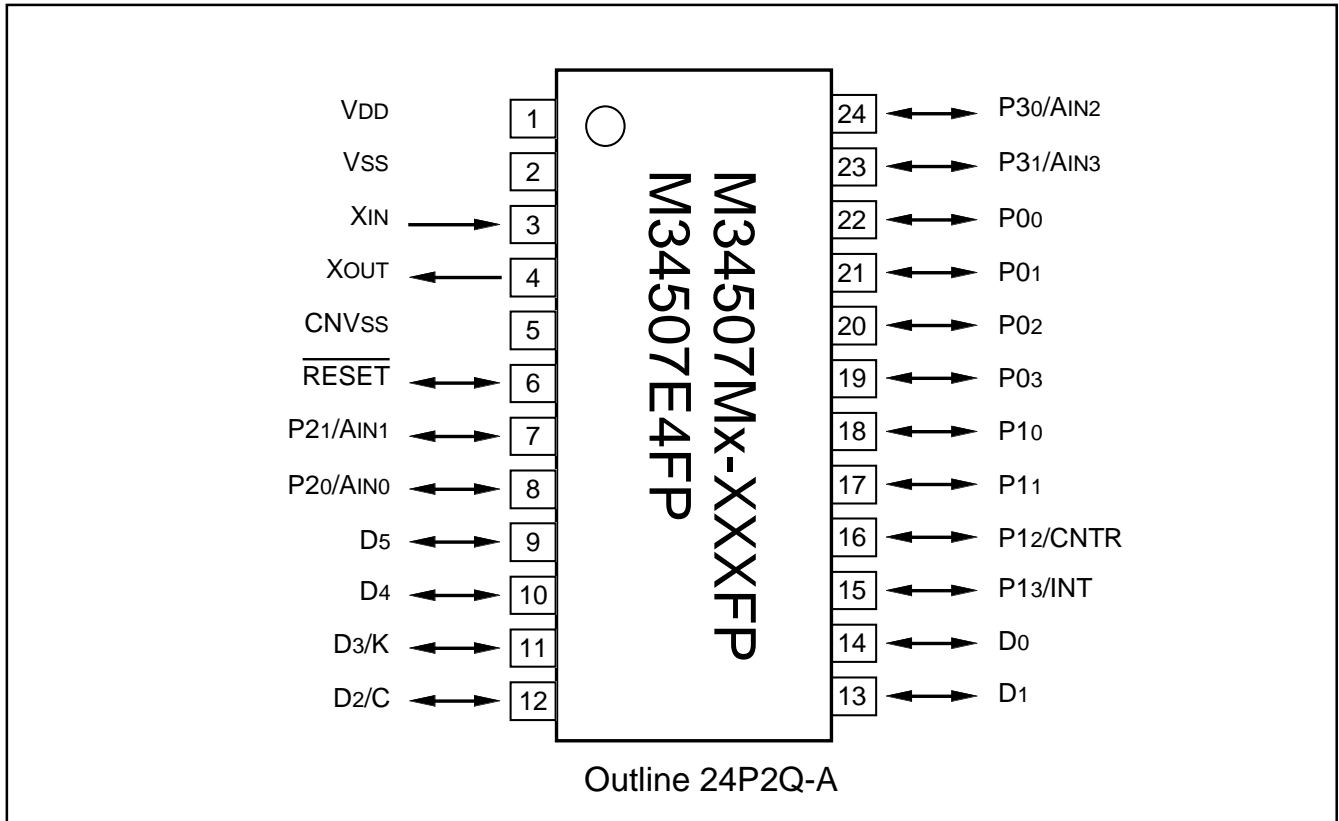 VDD 1 24 P30/AIN2
VSS 2 23 P31/AIN3
XIN 3 22 P00
XOUT 4 21 P01
CNVSS 5 20 P02
RESET 6 19 P03
P21/AIN1 7 18 P10
P20/AIN0 8 17 P11
D5 9 16 P12/CNTR
D4 10 15 P13/INT
D3/K 11 14 D0
D2/C 12 13 D1
M34507Mx-XXXFP
M34507E4FP
Outline 24P2Q-A